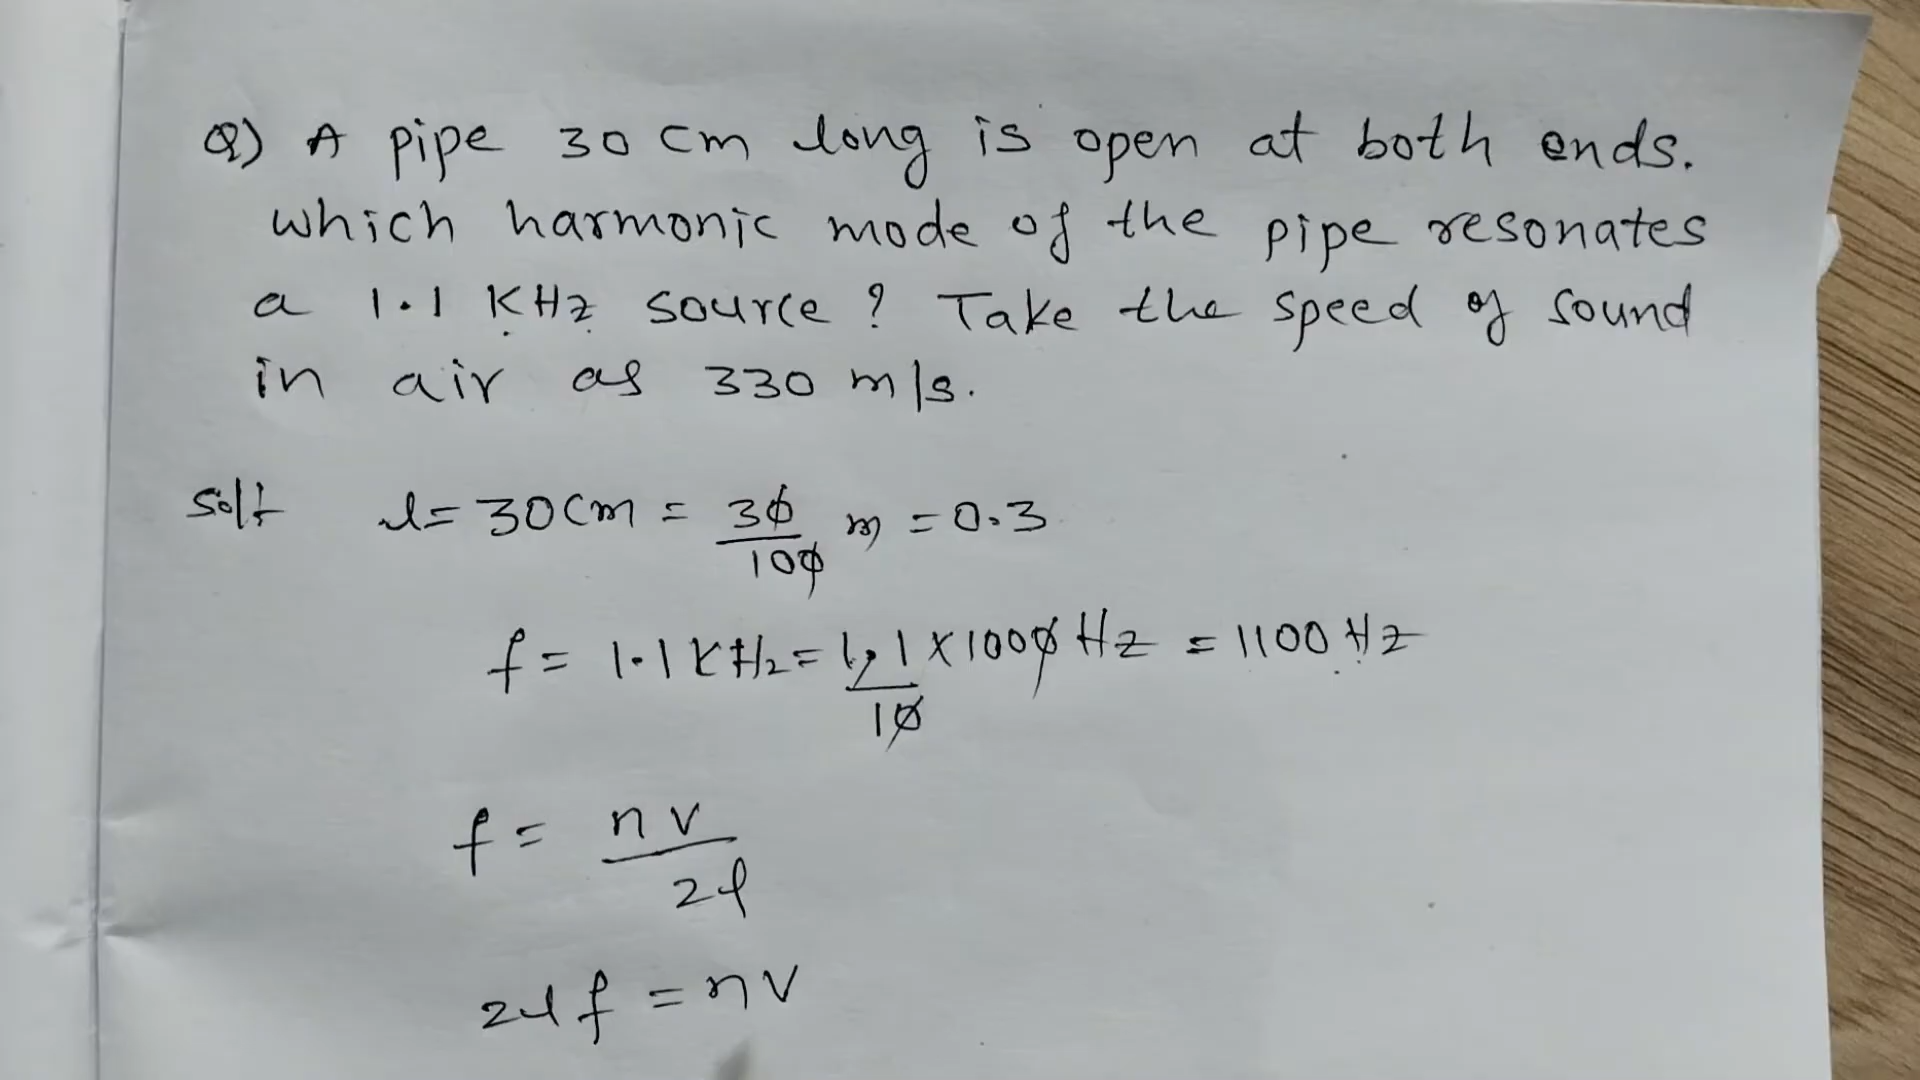 Q) A pipe 30 cm long is open at both ends.
which harmonic mode of the pipe resonates
a 1.1 KHz source ? Take the speed of sound
in air as 330 m/s.
l = 30 cm = 30/100 m = 0.3
f = 1.1 KHz = 1,1/10 × 1000 Hz = 1100 Hz
f = nv/2l
2lf = nv